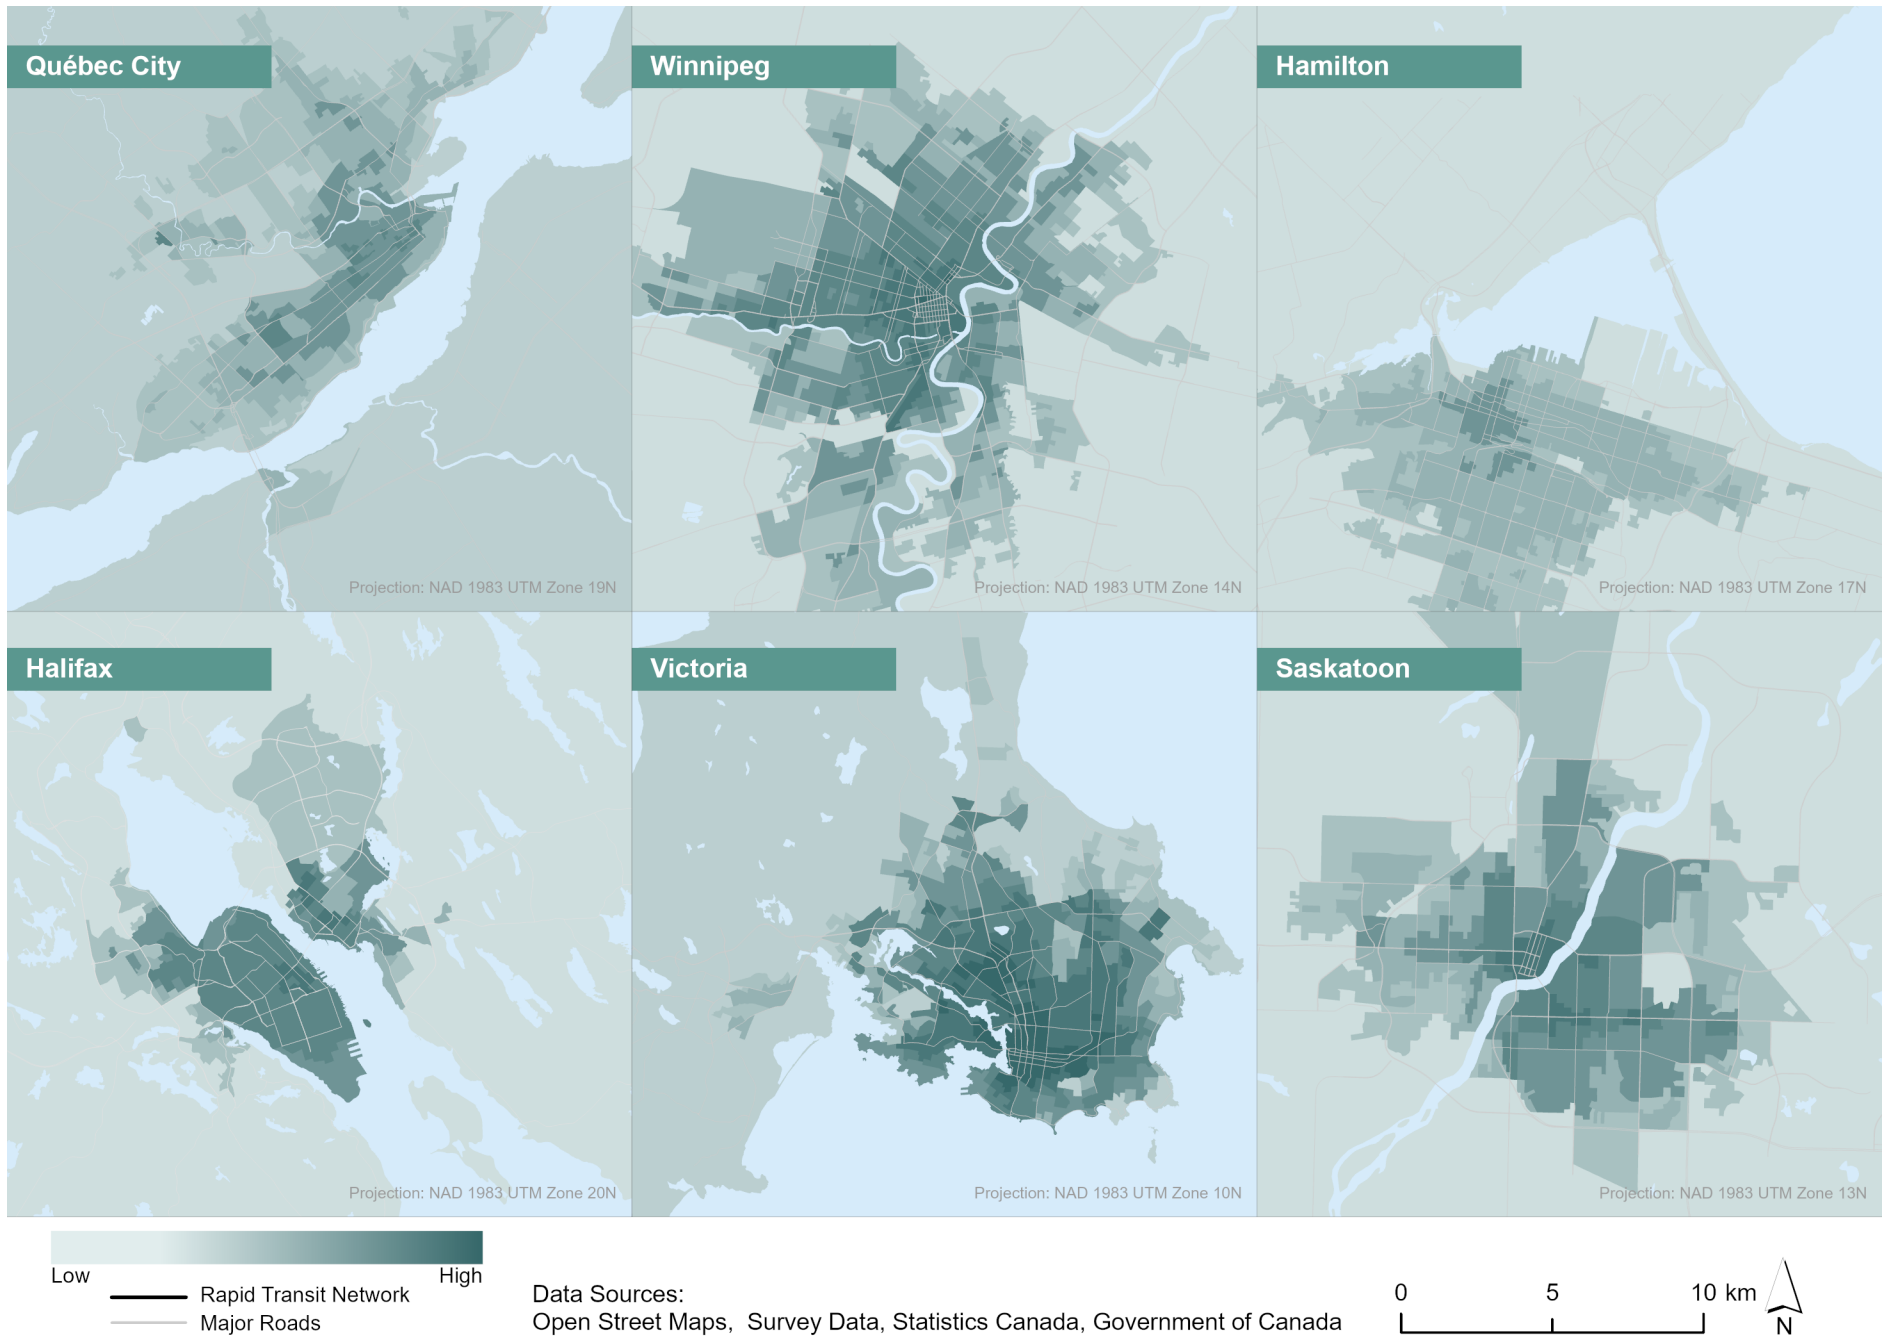 Québec City
Winnipeg
Hamilton
Projection: NAD 1983 UTM Zone 19N
Projection: NAD 1983 UTM Zone 14N
Projection: NAD 1983 UTM Zone 17N
Halifax
Victoria
Saskatoon
Projection: NAD 1983 UTM Zone 20N
Projection: NAD 1983 UTM Zone 10N
Projection: NAD 1983 UTM Zone 13N
Low
High
Rapid Transit Network
Major Roads
Data Sources:
Open Street Maps, Survey Data, Statistics Canada, Government of Canada
0 5 10 km
N